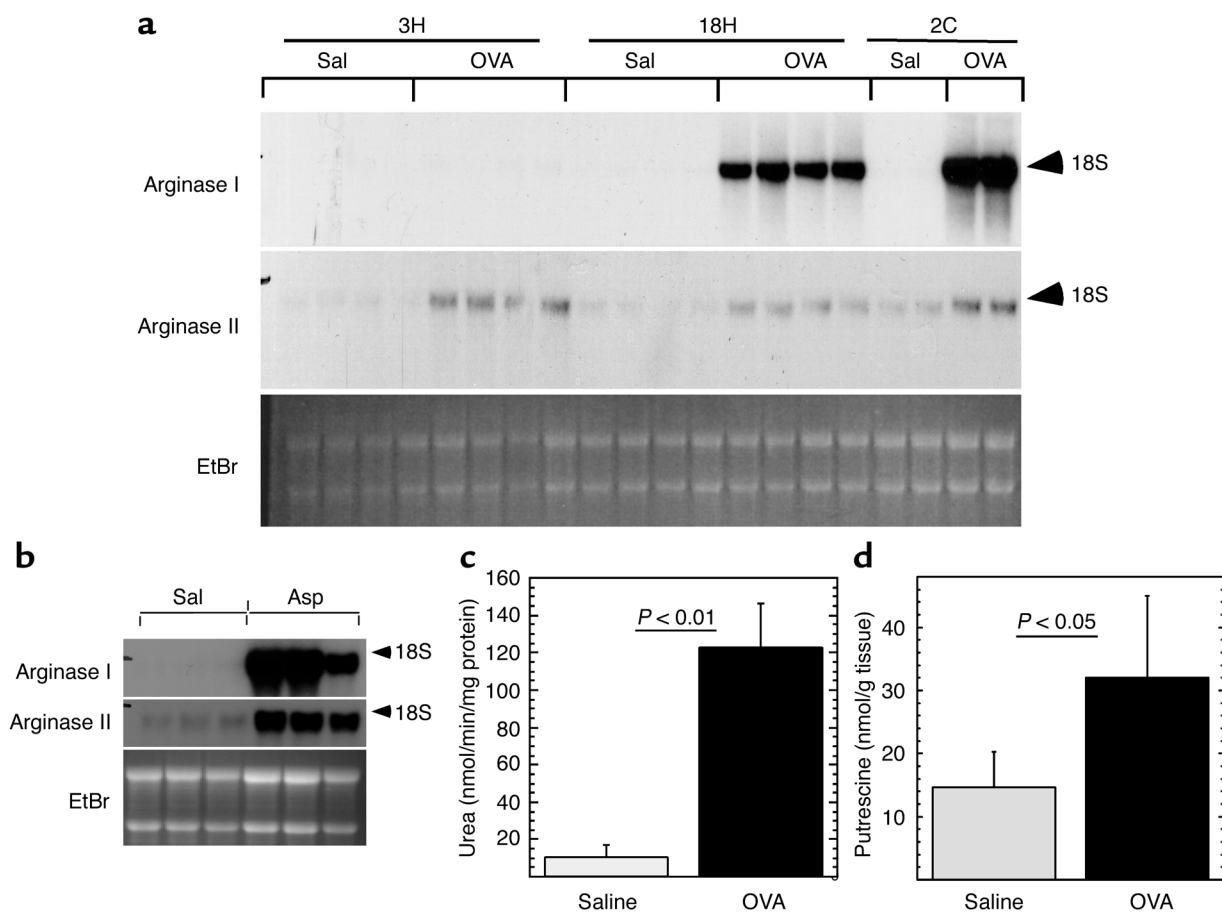 a
3H 18H 2C
Sal OVA Sal OVA Sal OVA
Arginase I 18S
Arginase II 18S
EtBr
b
Sal Asp
Arginase I 18S
Arginase II 18S
EtBr
c
Urea (nmol/min/mg protein)
160
140
120
100
80
60
40
20
P < 0.01
Saline OVA
d
Putrescine (nmol/g tissue)
40
30
20
10
P < 0.05
Saline OVA